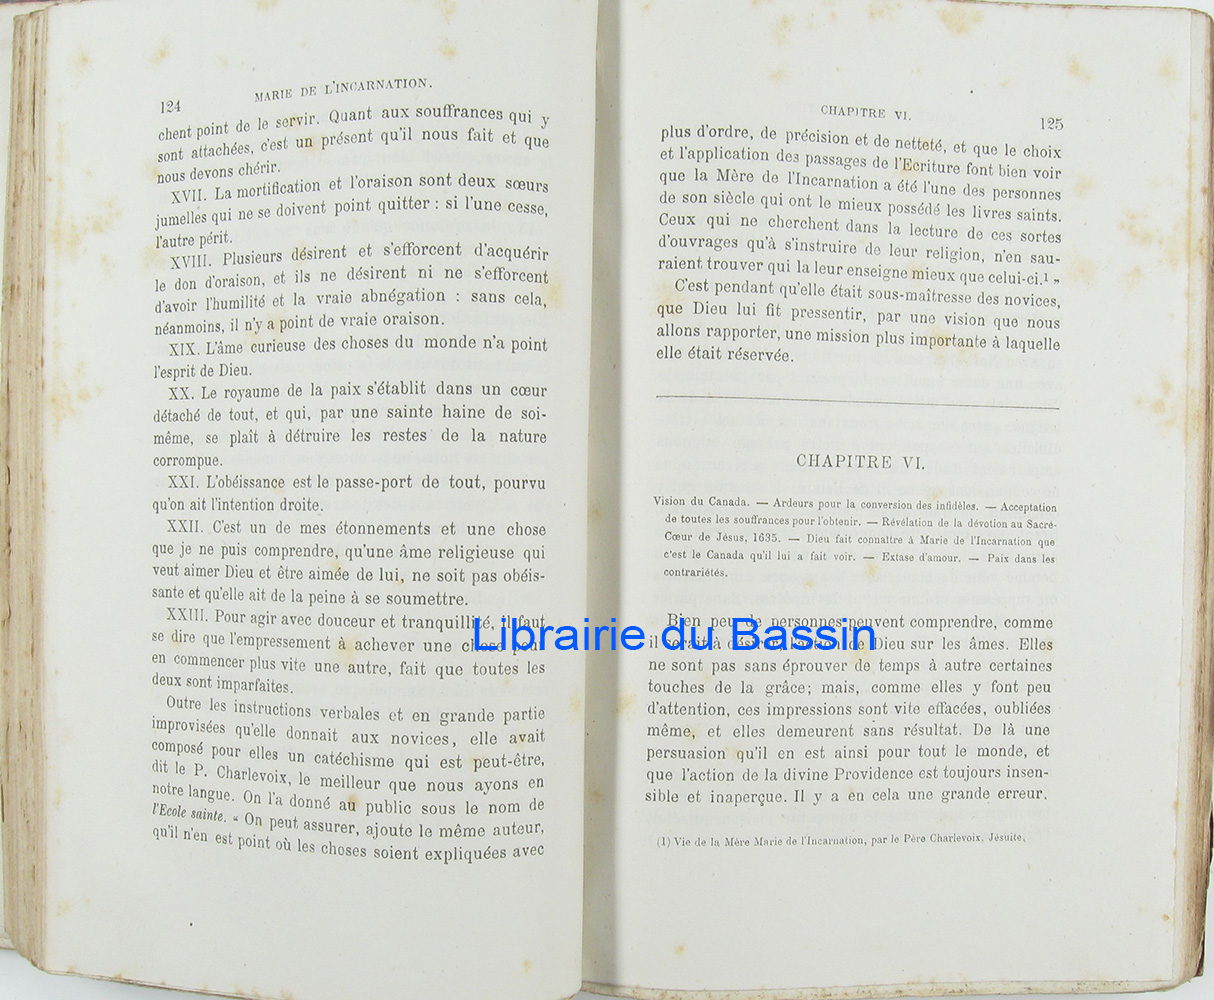 124
MARIE DE L'INCARNATION.
chent point de le servir. Quant aux souffrances qui y
sont attachées, c'est un présent qu'il nous fait et que
nous devons chérir.
XVII. La mortification et l'oraison sont deux sœurs
jumelles qui ne se doivent point quitter : si l'une cesse,
l'autre périt.
XVIII. Plusieurs désirent et s'efforcent d'acquérir
le don d'oraison, et ils ne désirent ni ne s'efforcent
d'avoir l'humilité et la vraie abnégation : sans cela,
néanmoins, il n'y a point de vraie oraison.
XIX. L'âme curieuse des choses du monde n'a point
l'esprit de Dieu.
XX. Le royaume de la paix s'établit dans un cœur
détaché de tout, et qui, par une sainte haine de soi-
même, se plaît à détruire les restes de la nature
corrompue.
XXI. L'obéissance est le passe-port de tout, pourvu
qu'on ait l'intention droite.
XXII. C'est un de mes étonnements et une chose
que je ne puis comprendre, qu'une âme religieuse qui
veut aimer Dieu et être aimée de lui, ne soit pas obéis-
sante et qu'elle ait de la peine à se soumettre.
XXIII. Pour agir avec douceur et tranquillité, il faut
se dire que l'empressement à achever une chose pour
en commencer plus vite une autre, fait que toutes les
deux sont imparfaites.
Outre les instructions verbales et en grande partie
improvisées qu'elle donnait aux novices, elle avait
composé pour elles un catéchisme qui est peut-être,
dit le P. Charlevoix, le meilleur que nous ayons en
notre langue. On l'a donné au public sous le nom de
l'Ecole sainte. « On peut assurer, ajoute le même auteur,
qu'il n'en est point où les choses soient expliquées avec
CHAPITRE VI.
125
plus d'ordre, de précision et de netteté, et que le choix
et l'application des passages de l'Ecriture font bien voir
que la Mère de l'Incarnation a été l'une des personnes
de son siècle qui ont le mieux possédé les livres saints.
Ceux qui ne cherchent dans la lecture de ces sortes
d'ouvrages qu'à s'instruire de leur religion, n'en sau-
raient trouver qui la leur enseigne mieux que celui-ci.¹ »
C'est pendant qu'elle était sous-maîtresse des novices,
que Dieu lui fit pressentir, par une vision que nous
allons rapporter, une mission plus importante à laquelle
elle était réservée.
CHAPITRE VI.
Vision du Canada. — Ardeurs pour la conversion des infidèles. — Acceptation
de toutes les souffrances pour l'obtenir. — Révélation de la dévotion au Sacré-
Cœur de Jésus, 1635. — Dieu fait connaître à Marie de l'Incarnation que
c'est le Canada qu'il lui a fait voir. — Extase d'amour. — Paix dans les
contrariétés.
Bien peu de personnes peuvent comprendre, comme
il serait à désirer, l'action de Dieu sur les âmes. Elles
ne sont pas sans éprouver de temps à autre certaines
touches de la grâce; mais, comme elles y font peu
d'attention, ces impressions sont vite effacées, oubliées
même, et elles demeurent sans résultat. De là une
persuasion qu'il en est ainsi pour tout le monde, et
que l'action de la divine Providence est toujours insen-
sible et inaperçue. Il y a en cela une grande erreur.
(1) Vie de la Mère Marie de l'Incarnation, par le Père Charlevoix, Jésuite.
Librairie du Bassin